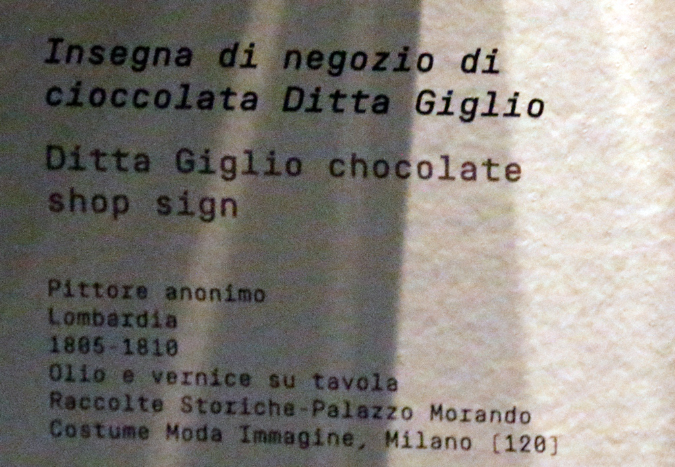 Insegna di negozio di
cioccolata Ditta Giglio
Ditta Giglio chocolate
shop sign
Pittore anonimo
Lombardia
1805-1810
Olio e vernice su tavola
Raccolte Storiche-Palazzo Morando
Costume Moda Immagine, Milano [120]